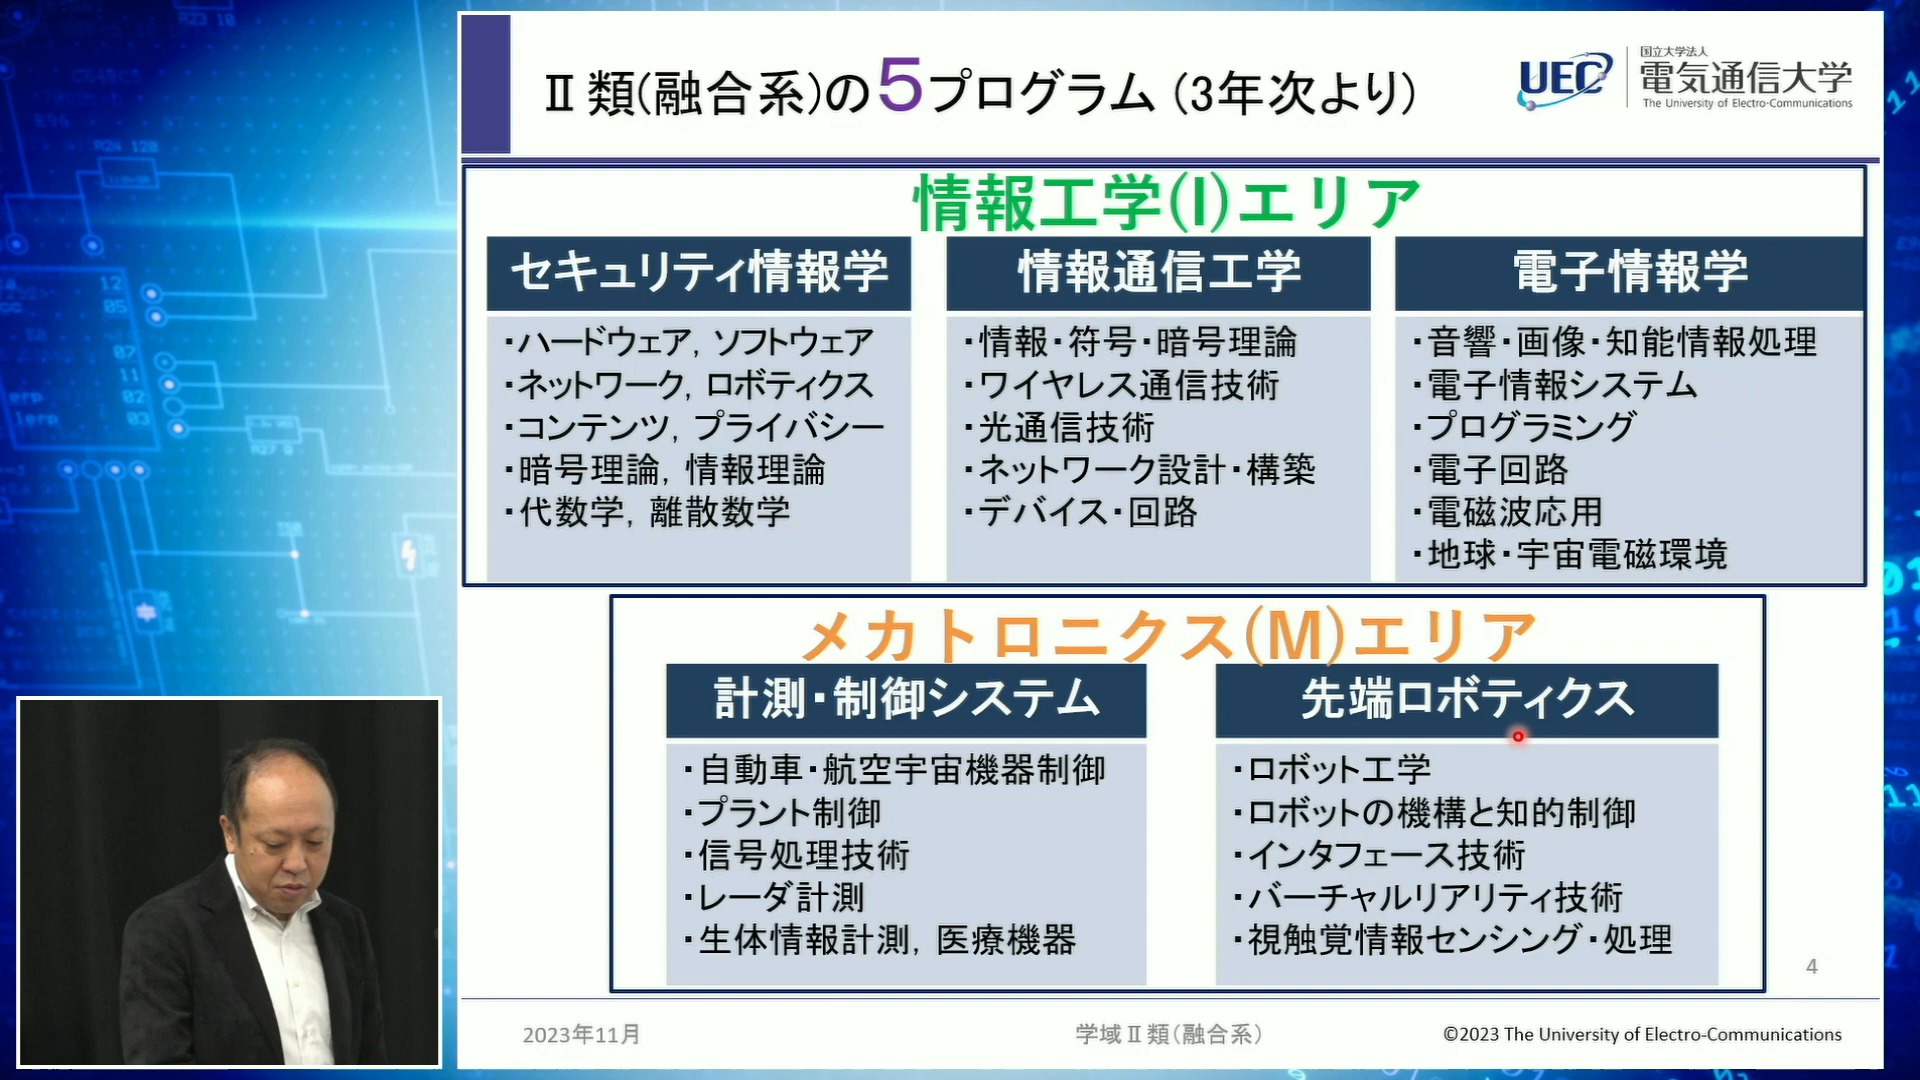 Ⅱ類(融合系)の5プログラム (3年次より)
UEC
国立大学法人
電気通信大学
The University of Electro-Communications
情報工学(I)エリア
セキュリティ情報学
・ハードウェア, ソフトウェア
・ネットワーク, ロボティクス
・コンテンツ, プライバシー
・暗号理論, 情報理論
・代数学, 離散数学
情報通信工学
・情報・符号・暗号理論
・ワイヤレス通信技術
・光通信技術
・ネットワーク設計・構築
・デバイス・回路
電子情報学
・音響・画像・知能情報処理
・電子情報システム
・プログラミング
・電子回路
・電磁波応用
・地球・宇宙電磁環境
メカトロニクス(M)エリア
計測・制御システム
・自動車・航空宇宙機器制御
・プラント制御
・信号処理技術
・レーダ計測
・生体情報計測, 医療機器
先端ロボティクス
・ロボット工学
・ロボットの機構と知的制御
・インタフェース技術
・バーチャルリアリティ技術
・視触覚情報センシング・処理
4
2023年11月
学域Ⅱ類(融合系)
©2023 The University of Electro-Communications
R23 10
R24 120
12
05
07
11
02
03